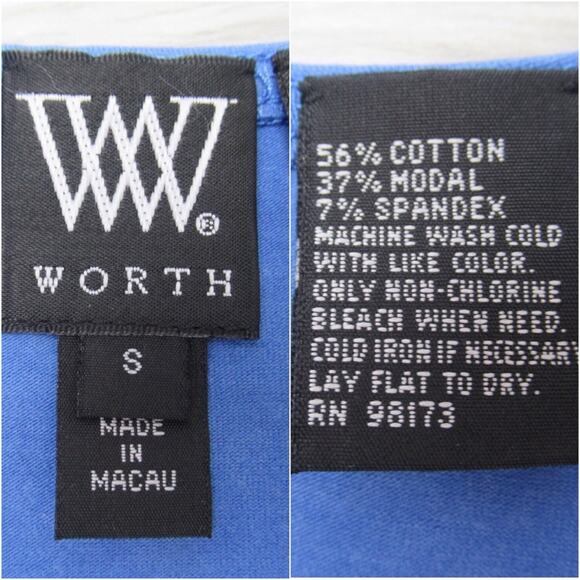 W
®
WORTH
S
MADE
IN
MACAU
56% COTTON
37% MODAL
7% SPANDEX
MACHINE WASH COLD
WITH LIKE COLOR.
ONLY NON-CHLORINE
BLEACH WHEN NEED.
COLD IRON IF NECESSARY
LAY FLAT TO DRY.
RN 98173